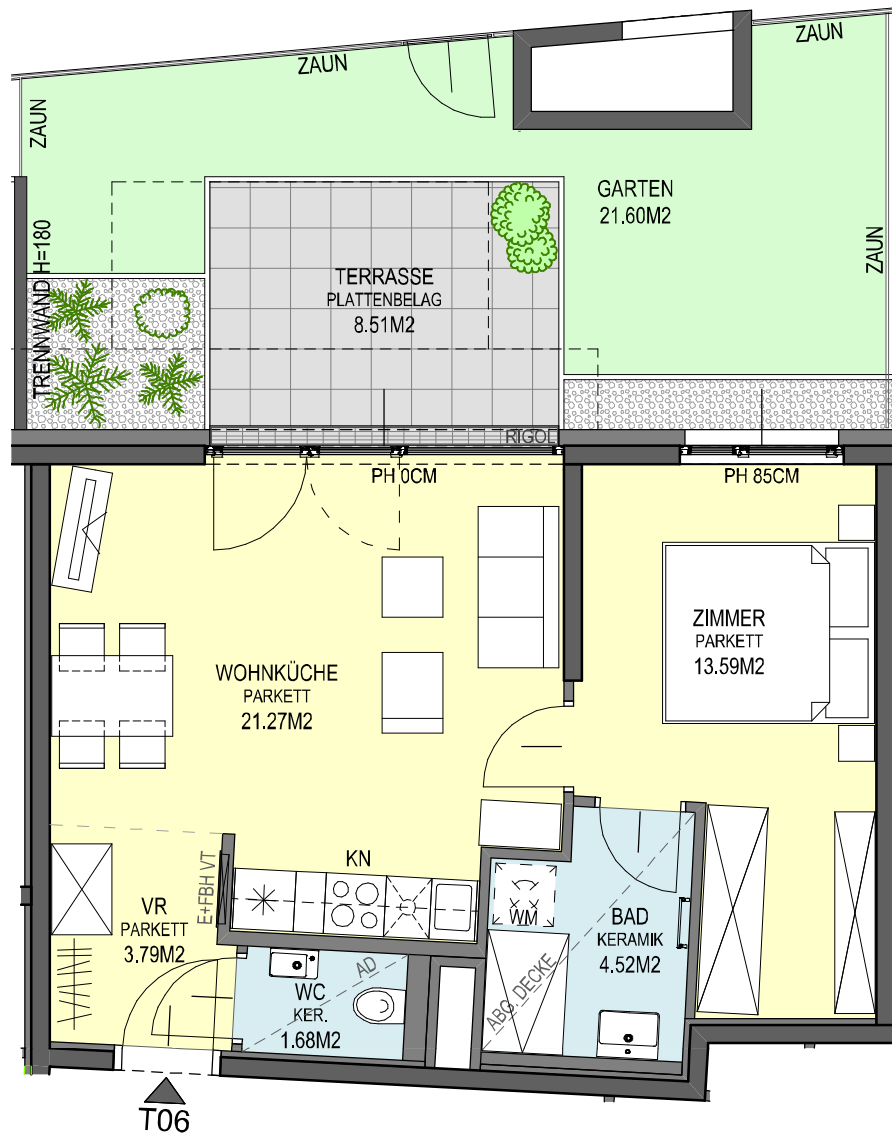 ZAUN
ZAUN
ZAUN
ZAUN
GARTEN
21.60M2
TRENNWAND H=180
TERRASSE
PLATTENBELAG
8.51M2
RIGOL
PH 0CM
PH 85CM
ZIMMER
PARKETT
13.59M2
WOHNKÜCHE
PARKETT
21.27M2
KN
E+FBH VT
VR
PARKETT
3.79M2
WM
BAD
KERAMIK
4.52M2
ABG. DECKE
AD
WC
KER.
1.68M2
T06